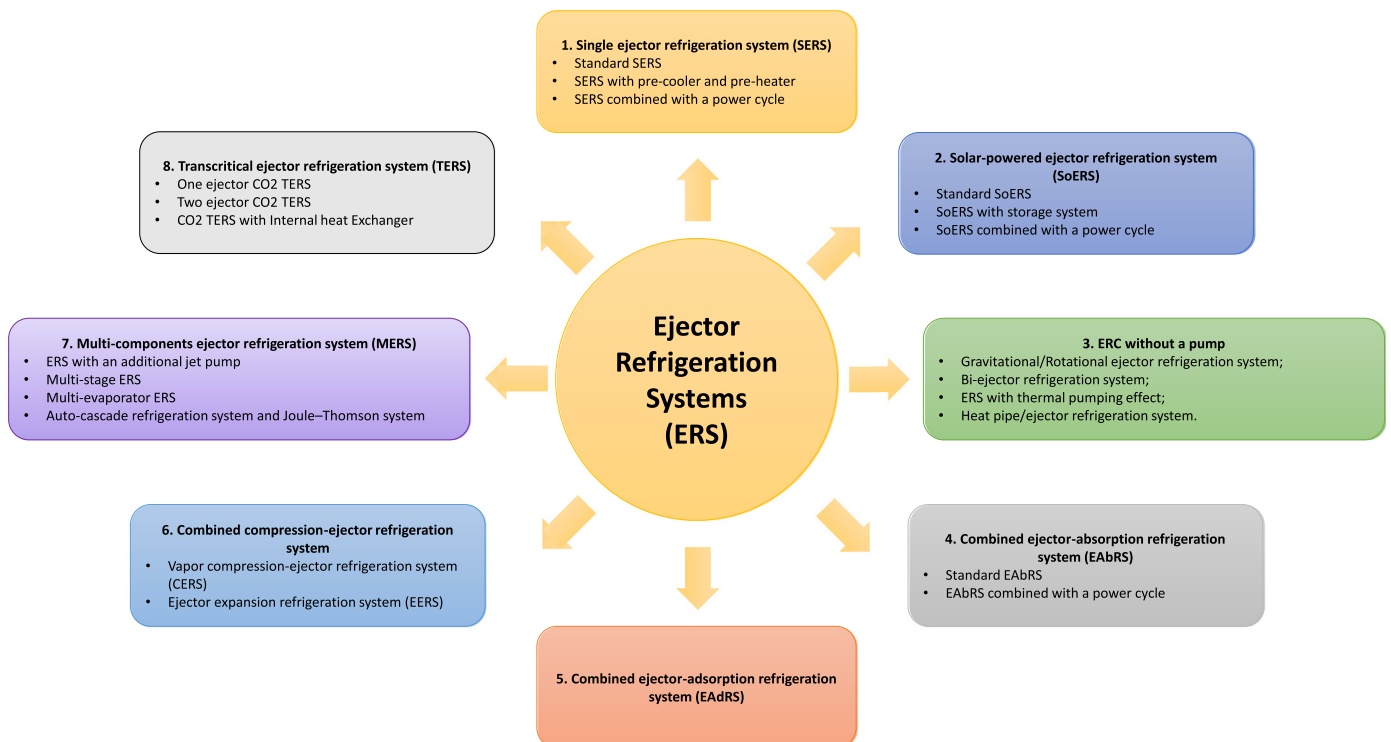 1. Single ejector refrigeration system (SERS)
• Standard SERS
• SERS with pre-cooler and pre-heater
• SERS combined with a power cycle
2. Solar-powered ejector refrigeration system
(SoERS)
• Standard SoERS
• SoERS with storage system
• SoERS combined with a power cycle
3. ERC without a pump
• Gravitational/Rotational ejector refrigeration system;
• Bi-ejector refrigeration system;
• ERS with thermal pumping effect;
• Heat pipe/ejector refrigeration system.
4. Combined ejector-absorption refrigeration
system (EAbRS)
• Standard EAbRS
• EAbRS combined with a power cycle
5. Combined ejector-adsorption refrigeration
system (EAdRS)
6. Combined compression-ejector refrigeration
system
• Vapor compression-ejector refrigeration system
(CERS)
• Ejector expansion refrigeration system (EERS)
7. Multi-components ejector refrigeration system (MERS)
• ERS with an additional jet pump
• Multi-stage ERS
• Multi-evaporator ERS
• Auto-cascade refrigeration system and Joule–Thomson system
8. Transcritical ejector refrigeration system (TERS)
• One ejector CO2 TERS
• Two ejector CO2 TERS
• CO2 TERS with Internal heat Exchanger
Ejector
Refrigeration
Systems
(ERS)